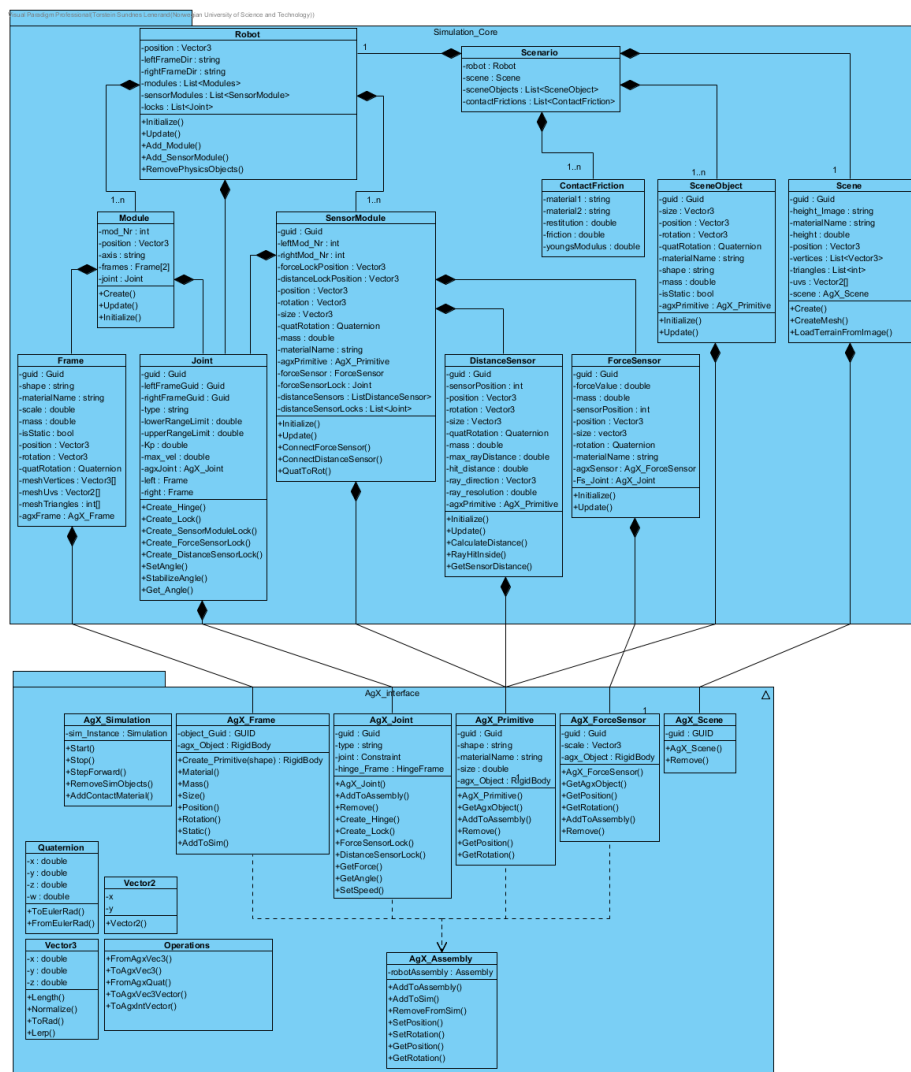 Visual Paradigm Professional(Torstein Sundnes Lonerand(Norwegian University of Science and Technology))
Simulation_Core
Robot
-position : Vector3
-leftFrameDir : string
-rightFrameDir : string
-modules : List<Modules>
-sensorModules : List<SensorModule>
-locks : List<Joint>
+Initialize()
+Update()
+Add_Module()
+Add_SensorModule()
+RemovePhysicsObjects()
1
Scenario
-robot : Robot
-scene : Scene
-sceneObjects : List<SceneObject>
-contactFrictions : List<ContactFriction>
1..n
1..n
1..n
1..n
1
Module
-mod_Nr : int
-position : Vector3
-axis : string
-frames : Frame[2]
-joint : Joint
+Create()
+Update()
+Initialize()
SensorModule
-guid : Guid
-leftMod_Nr : int
-rightMod_Nr : int
-forceLockPosition : Vector3
-distanceLockPosition : Vector3
-position : Vector3
-rotation : Vector3
-size : Vector3
-quatRotation : Quaternion
-mass : double
-materialName : string
-agxPrimitive : AgX_Primitive
-forceSensor : ForceSensor
-forceSensorLock : Joint
-distanceSensors : ListDistanceSensor>
-distanceSensorLocks : List<Joint>
+Initialize()
+Update()
+ConnectForceSensor()
+ConnectDistanceSensor()
+QuatToRot()
ContactFriction
-material1 : string
-material2 : string
-restitution : double
-friction : double
-youngsModulus : double
SceneObject
-guid : Guid
-size : Vector3
-position : Vector3
-rotation : Vector3
-quatRotation : Quaternion
-materialName : string
-shape : string
-mass : double
-isStatic : bool
-agxPrimitive : AgX_Primitive
+Initialize()
+Update()
Scene
-guid : Guid
-height_Image : string
-materialName : string
-height : double
-position : Vector3
-vertices : List<Vector3>
-triangles : List<int>
-uvs : Vector2[]
-scene : AgX_Scene
+Create()
+CreateMesh()
+LoadTerrainFromImage()
Frame
-guid : Guid
-shape : string
-materialName : string
-scale : double
-mass : double
-isStatic : bool
-position : Vector3
-rotation : Vector3
-quatRotation : Quaternion
-meshVertices : Vector3[]
-meshUvs : Vector2[]
-meshTriangles : int[]
-agxFrame : AgX_Frame
Joint
-guid : Guid
-leftFrameGuid : Guid
-rightFrameGuid : Guid
-type : string
-lowerRangeLimit : double
-upperRangeLimit : double
-Kp : double
-max_vel : double
-agxJoint : AgX_Joint
-left : Frame
-right : Frame
+Create_Hinge()
+Create_Lock()
+Create_SensorModuleLock()
+Create_ForceSensorLock()
+Create_DistanceSensorLock()
+SetAngle()
+StabilizeAngle()
+Get_Angle()
DistanceSensor
-guid : Guid
-sensorPosition : int
-position : Vector3
-rotation : Vector3
-size : Vector3
-quatRotation : Quaternion
-mass : double
-max_rayDistance : double
-hit_distance : double
-ray_direction : Vector3
-ray_resolution : double
-agxPrimitive : AgX_Primitive
+Initialize()
+Update()
+CalculateDistance()
+RayHitInside()
+GetSensorDistance()
ForceSensor
-guid : Guid
-forceValue : double
-mass : double
-sensorPosition : int
-position : Vector3
-size : vector3
-rotation : Quaternion
-materialName : string
-agxSensor : AgX_ForceSensor
-Fs_Joint : AgX_Joint
+Initialize()
+Update()
AgX_interface
AgX_Simulation
-sim_Instance : Simulation
+Start()
+Stop()
+StepForward()
+RemoveSimObjects()
+AddContactMaterial()
AgX_Frame
-object_Guid : GUID
-agx_Object : RigidBody
+Create_Primitive(shape) : RigidBody
+Material()
+Mass()
+Size()
+Position()
+Rotation()
+Static()
+AddToSim()
AgX_Joint
-guid : Guid
-type : string
-joint : Constraint
-hinge_Frame : HingeFrame
+AgX_Joint()
+AddToAssembly()
+Remove()
+Create_Hinge()
+Create_Lock()
+ForceSensorLock()
+DistanceSensorLock()
+GetForce()
+GetAngle()
+SetSpeed()
AgX_Primitive
-guid : Guid
-shape : string
-materialName : string
-size : double
-agx_Object : RigidBody
+AgX_Primitive()
+GetAgxObject()
+AddToAssembly()
+Remove()
+GetPosition()
+GetRotation()
1
AgX_ForceSensor
-guid : Guid
-scale : Vector3
-agx_Object : RigidBody
+AgX_ForceSensor()
+GetAgxObject()
+GetPosition()
+GetRotation()
+AddToAssembly()
+Remove()
AgX_Scene
-guid : GUID
+AgX_Scene()
+Remove()
Quaternion
-x : double
-y : double
-z : double
-w : double
+ToEulerRad()
+FromEulerRad()
Vector2
-x
-y
+Vector2()
Vector3
-x : double
-y : double
-z : double
+Length()
+Normalize()
+ToRad()
+Lerp()
Operations
+FromAgxVec3()
+ToAgxVec3()
+FromAgxQuat()
+ToAgxVec3Vector()
+ToAgxIntVector()
AgX_Assembly
-robotAssembly : Assembly
+AddToAssembly()
+AddToSim()
+RemoveFromSim()
+SetPosition()
+SetRotation()
+GetPosition()
+GetRotation()